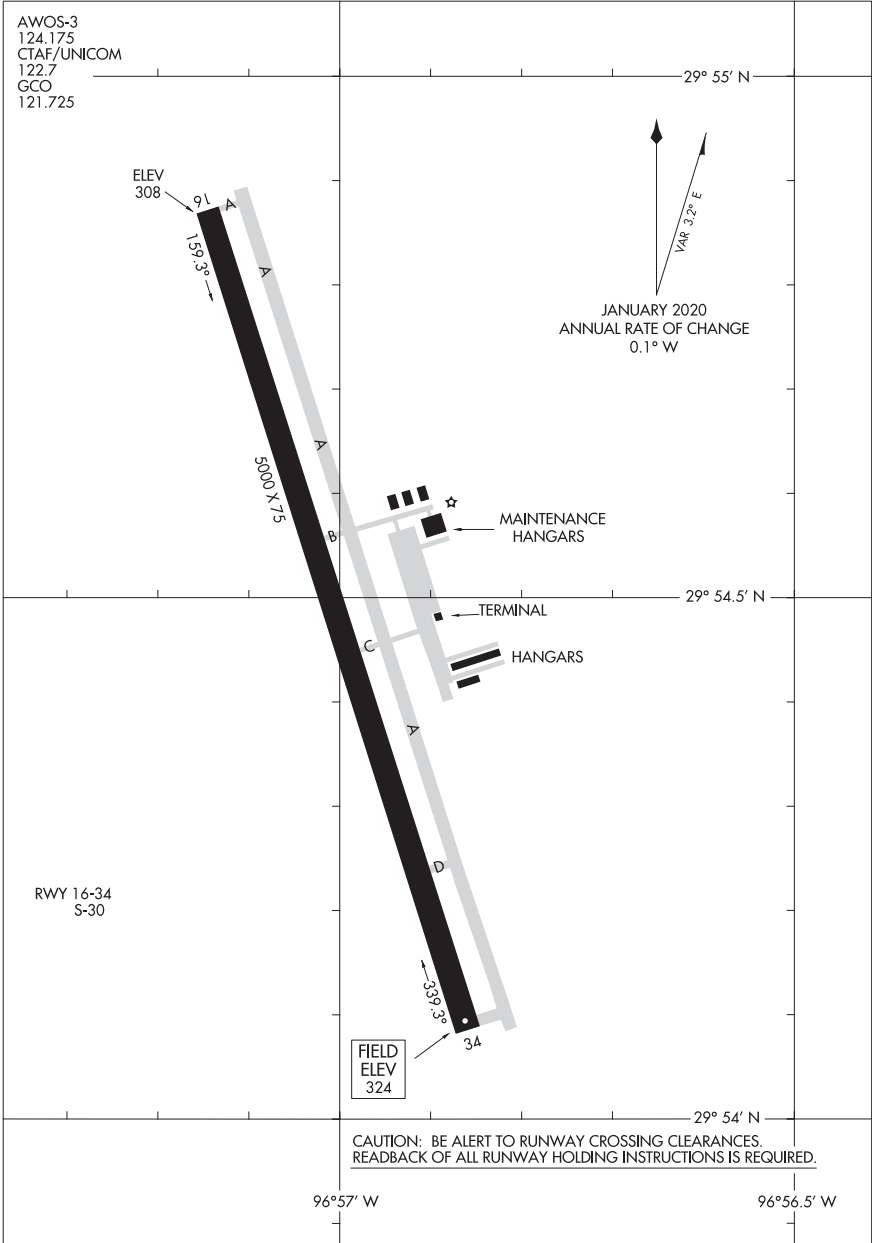 AWOS-3
124.175
CTAF/UNICOM
122.7
GCO
121.725
29° 55' N
ELEV
308
16
A
159.3°
A
VAR 3.2° E
JANUARY 2020
ANNUAL RATE OF CHANGE
0.1° W
A
5000 X 75
B
MAINTENANCE
HANGARS
29° 54.5' N
TERMINAL
C
HANGARS
A
D
RWY 16-34
S-30
339.3°
34
FIELD
ELEV
324
29° 54' N
CAUTION: BE ALERT TO RUNWAY CROSSING CLEARANCES.
READBACK OF ALL RUNWAY HOLDING INSTRUCTIONS IS REQUIRED.
96°57' W
96°56.5' W